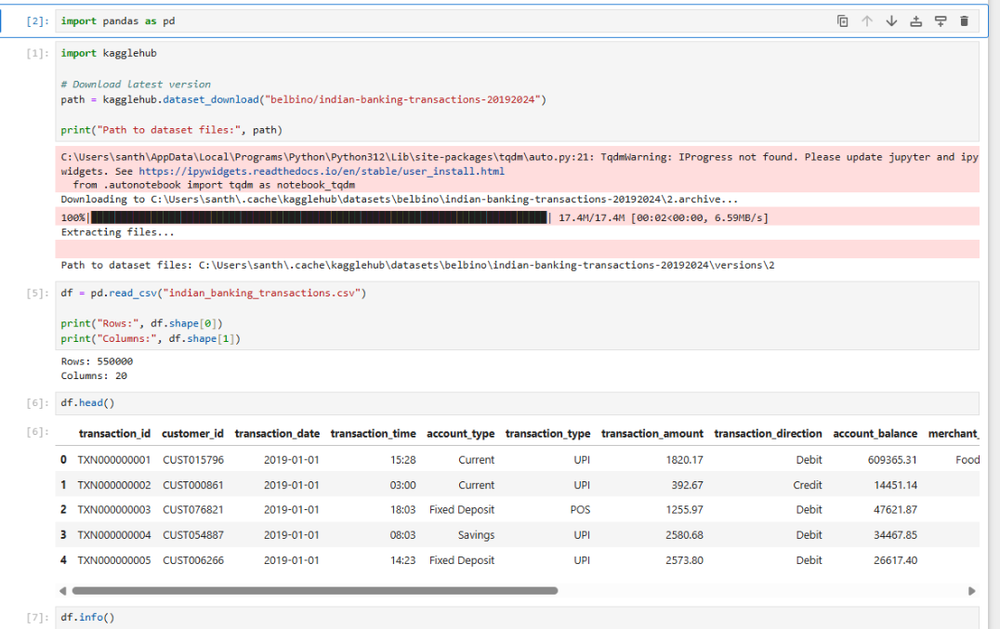 [2]: import pandas as pd
[1]: import kagglehub
# Download latest version
path = kagglehub.dataset_download("belbino/indian-banking-transactions-20192024")
print("Path to dataset files:", path)
C:\Users\santh\AppData\Local\Programs\Python\Python312\Lib\site-packages\tqdm\auto.py:21: TqdmWarning: IProgress not found. Please update jupyter and ipy
widgets. See https://ipywidgets.readthedocs.io/en/stable/user_install.html
from .autonotebook import tqdm as notebook_tqdm
Downloading to C:\Users\santh\.cache\kagglehub\datasets\belbino\indian-banking-transactions-20192024\2.archive...
100%| | 17.4M/17.4M [00:02<00:00, 6.59MB/s]
Extracting files...
Path to dataset files: C:\Users\santh\.cache\kagglehub\datasets\belbino\indian-banking-transactions-20192024\versions\2
[5]: df = pd.read_csv("indian_banking_transactions.csv")
print("Rows:", df.shape[0])
print("Columns:", df.shape[1])
Rows: 550000
Columns: 20
[6]: df.head()
[6]: transaction_id customer_id transaction_date transaction_time account_type transaction_type transaction_amount transaction_direction account_balance merchant_
0 TXN000000001 CUST015796 2019-01-01 15:28 Current UPI 1820.17 Debit 609365.31 Food
1 TXN000000002 CUST000861 2019-01-01 03:00 Current UPI 392.67 Credit 14451.14
2 TXN000000003 CUST076821 2019-01-01 18:03 Fixed Deposit POS 1255.97 Debit 47621.87
3 TXN000000004 CUST054887 2019-01-01 08:03 Savings UPI 2580.68 Debit 34467.85
4 TXN000000005 CUST006266 2019-01-01 14:23 Fixed Deposit UPI 2573.80 Debit 26617.40
[7]: df.info()